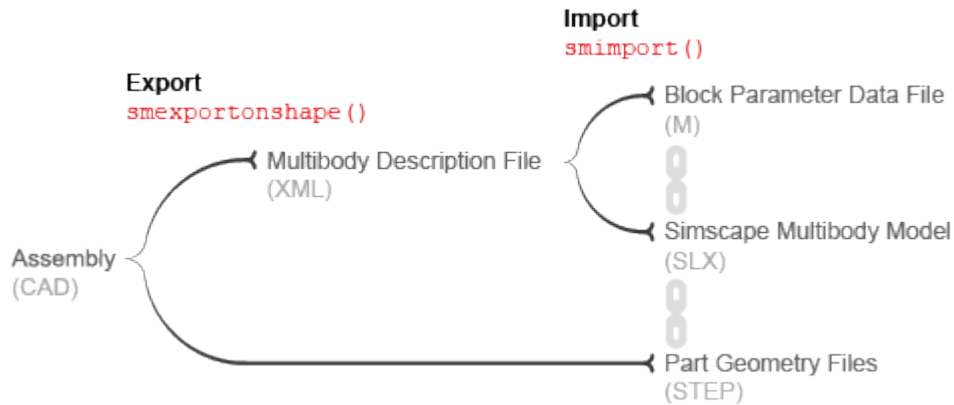 Import
smimport()
Export
smexportonshape()
Block Parameter Data File
(M)
Multibody Description File
(XML)
Simscape Multibody Model
(SLX)
Assembly
(CAD)
Part Geometry Files
(STEP)